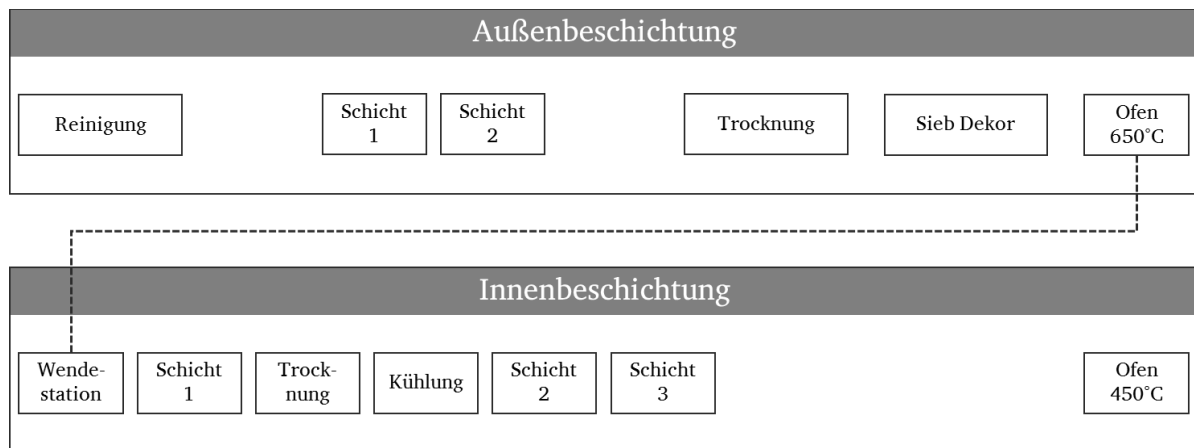 Außenbeschichtung
Reinigung
Schicht
1
Schicht
2
Trocknung
Sieb Dekor
Ofen
650°C
Innenbeschichtung
Wende-
station
Schicht
1
Trock-
nung
Kühlung
Schicht
2
Schicht
3
Ofen
450°C